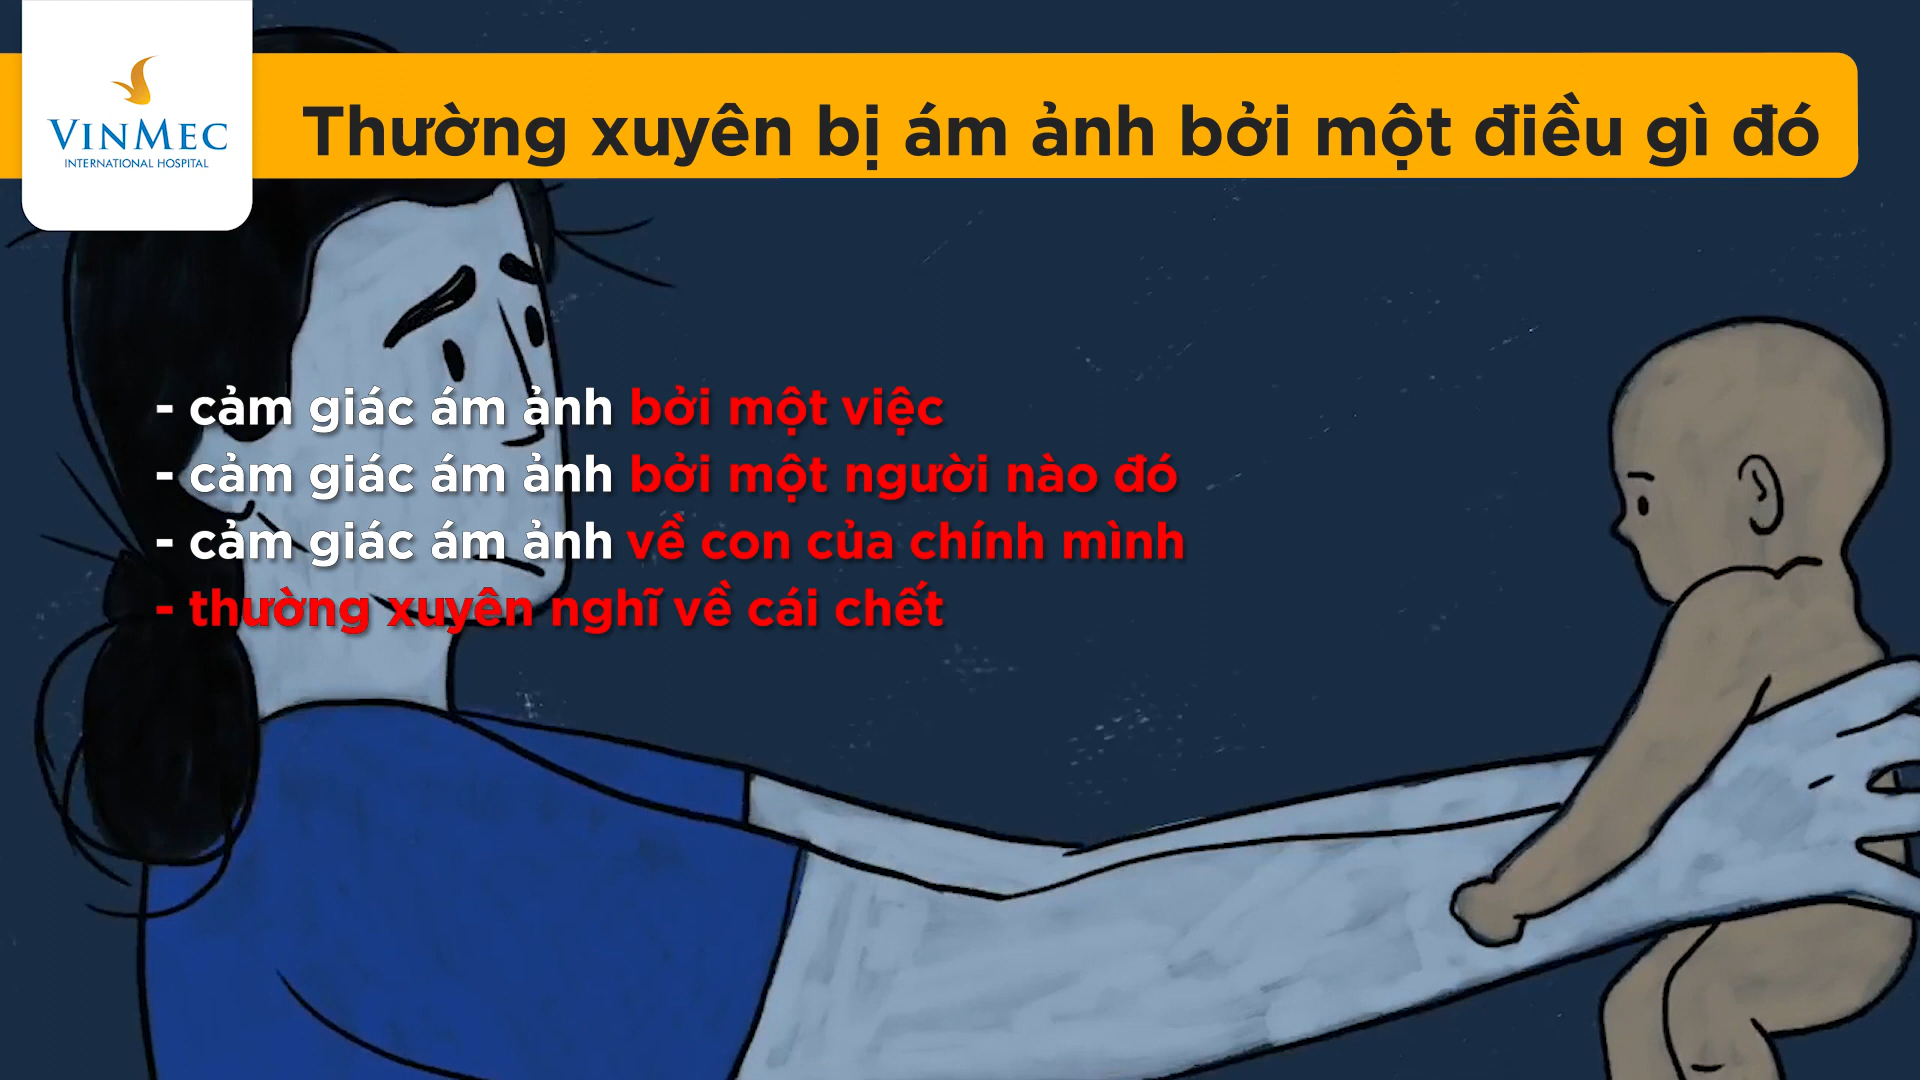 VINMEC
INTERNATIONAL HOSPITAL
Thường xuyên bị ám ảnh bởi một điều gì đó
- cảm giác ám ảnh bởi một việc
- cảm giác ám ảnh bởi một người nào đó
- cảm giác ám ảnh về con của chính mình
- thường xuyên nghĩ về cái chết